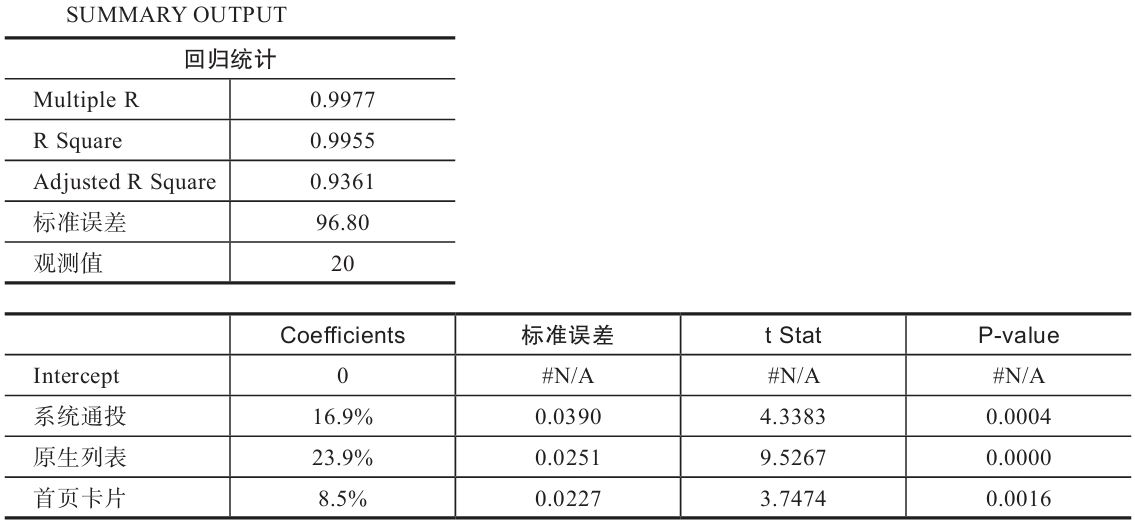 SUMMARY OUTPUT
回归统计
Multiple R 0.9977
R Square 0.9955
Adjusted R Square 0.9361
标准误差 96.80
观测值 20
Coefficients 标准误差 t Stat P-value
Intercept 0 #N/A #N/A #N/A
系统通投 16.9% 0.0390 4.3383 0.0004
原生列表 23.9% 0.0251 9.5267 0.0000
首页卡片 8.5% 0.0227 3.7474 0.0016